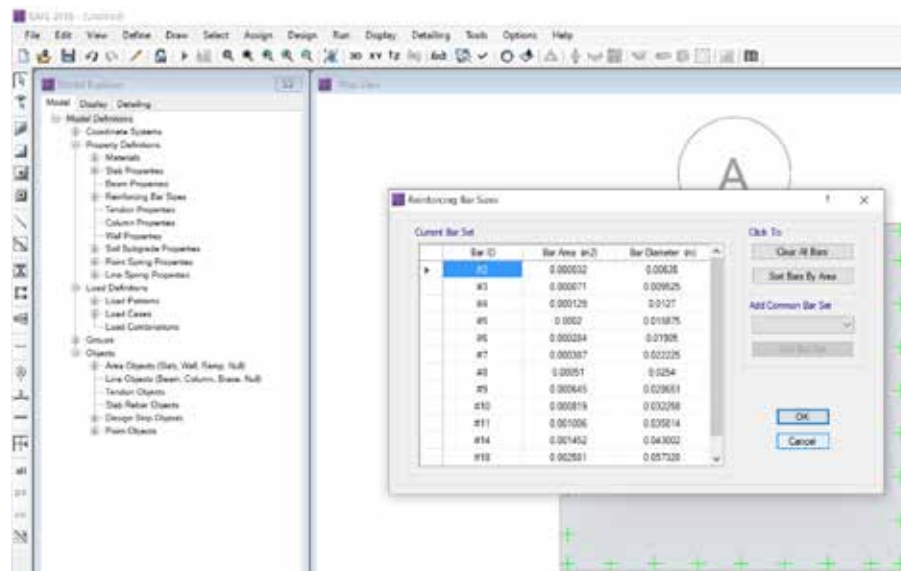 SAFE 2016 - (Untitled)
File Edit View Define Draw Select Assign Design Run Display Detailing Tools Options Help
Model Explorer
Plan View
Model Display Detailing
Model Definitions
Coordinate Systems
Property Definitions
Materials
Slab Properties
Beam Properties
Reinforcing Bar Sizes
Tendon Properties
Column Properties
Wall Properties
Soil Subgrade Properties
Point Spring Properties
Line Spring Properties
Load Definitions
Load Patterns
Load Cases
Load Combinations
Groups
Objects
Area Objects (Slab, Wall, Ramp, Null)
Line Objects (Beam, Column, Brace, Null)
Tendon Objects
Slab Rebar Objects
Design Strip Objects
Point Objects
A
Reinforcing Bar Sizes
Current Bar Set
Bar ID Bar Area (m2) Bar Diameter (m)
#2 0.000032 0.00635
#3 0.000071 0.009525
#4 0.000129 0.0127
#5 0.0002 0.015875
#6 0.000284 0.01905
#7 0.000387 0.022225
#8 0.00051 0.0254
#9 0.000645 0.028651
#10 0.000819 0.032258
#11 0.001006 0.035814
#14 0.001452 0.043002
#18 0.002581 0.057328
Click To:
Clear All Bars
Sort Bars By Area
Add Common Bar Set
Add Bar Set
OK
Cancel